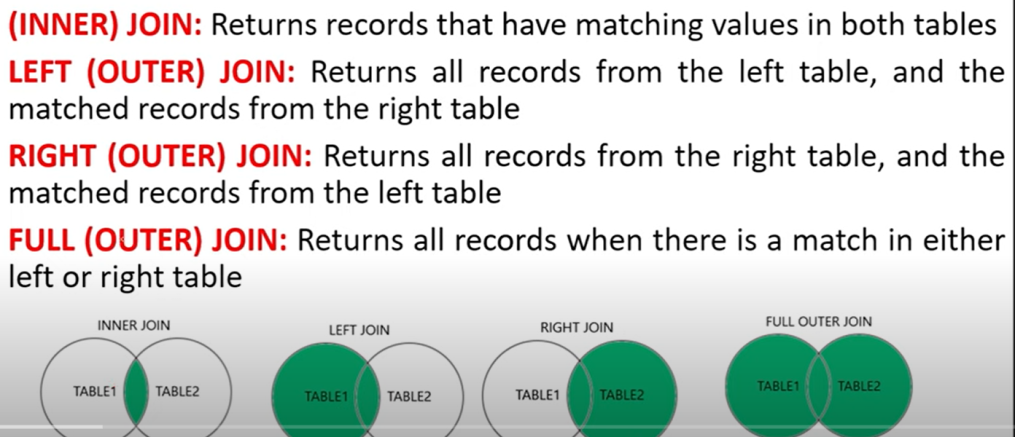 (INNER) JOIN: Returns records that have matching values in both tables
LEFT (OUTER) JOIN: Returns all records from the left table, and the
matched records from the right table
RIGHT (OUTER) JOIN: Returns all records from the right table, and the
matched records from the left table
FULL (OUTER) JOIN: Returns all records when there is a match in either
left or right table
INNER JOIN
TABLE1
TABLE2
LEFT JOIN
TABLE1
TABLE2
RIGHT JOIN
TABLE1
TABLE2
FULL OUTER JOIN
TABLE1
TABLE2